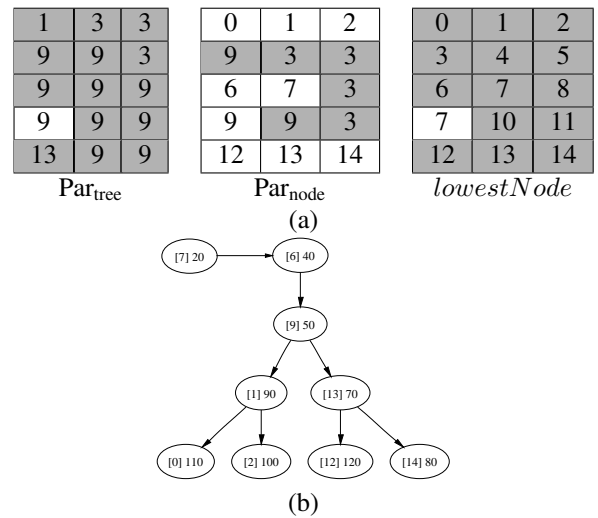 1 3 3 0 1 2 0 1 2
9 9 3 9 3 3 3 4 5
9 9 9 6 7 3 6 7 8
9 9 9 9 9 3 7 10 11
13 9 9 12 13 14 12 13 14
Par_tree Par_node lowestNode
(a)
[7] 20 [6] 40
[9] 50
[1] 90 [13] 70
[0] 110 [2] 100 [12] 120 [14] 80
(b)